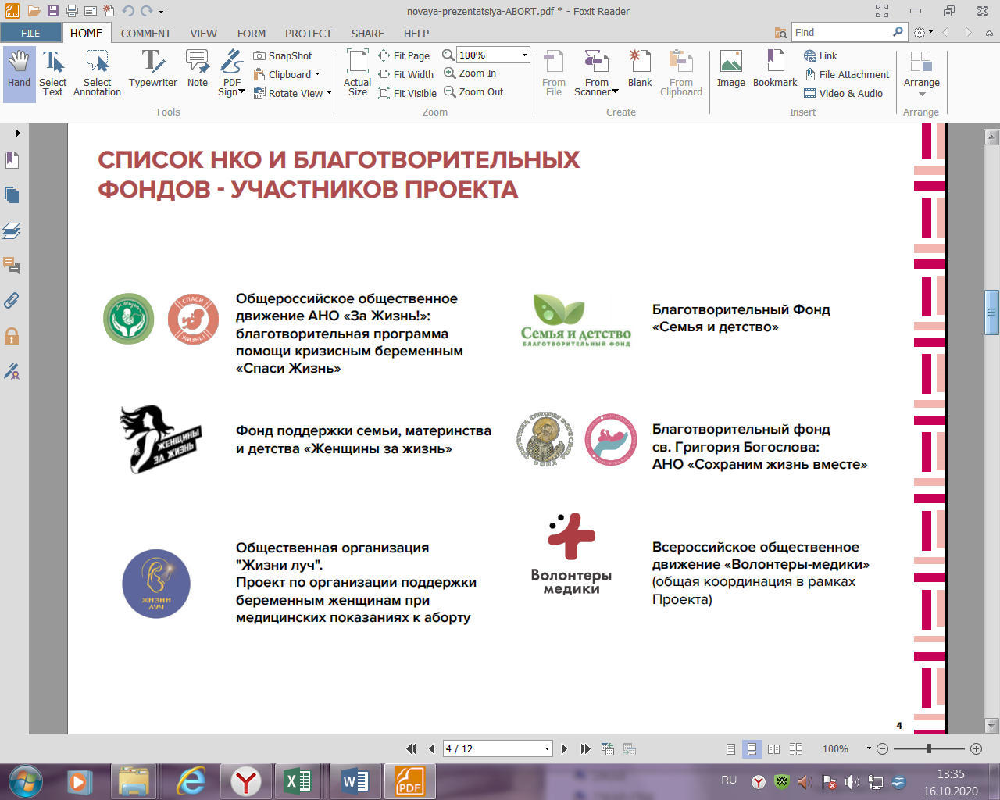 novaya-prezentatsiya-ABORT.pdf * - Foxit Reader
FILE HOME COMMENT VIEW FORM PROTECT SHARE HELP
Find
Hand
Select Text
Select Annotation
Typewriter
Note
PDF Sign
SnapShot
Clipboard
Rotate View
Tools
Actual Size
Fit Page
Fit Width
Fit Visible
100%
Zoom In
Zoom Out
Zoom
From File
From Scanner
Blank
From Clipboard
Create
Image
Bookmark
Link
File Attachment
Video & Audio
Insert
Arrange
Arrange
СПИСОК НКО И БЛАГОТВОРИТЕЛЬНЫХ
ФОНДОВ - УЧАСТНИКОВ ПРОЕКТА
СПАСИ
ЖИЗНЬ!
Общероссийское общественное
движение АНО «За Жизнь!»:
благотворительная программа
помощи кризисным беременным
«Спаси Жизнь»
Семья и детство
БЛАГОТВОРИТЕЛЬНЫЙ ФОНД
Благотворительный Фонд
«Семья и детство»
ЖЕНЩИНЫ
ЗА ЖИЗНЬ
Фонд поддержки семьи, материнства
и детства «Женщины за жизнь»
Благотворительный фонд
св. Григория Богослова:
АНО «Сохраним жизнь вместе»
ЖИЗНИ
ЛУЧ
Общественная организация
"Жизни луч".
Проект по организации поддержки
беременным женщинам при
медицинских показаниях к аборту
Волонтеры
медики
Всероссийское общественное
движение «Волонтеры-медики»
(общая координация в рамках
Проекта)
4
4 / 12
100%
RU
13:35
16.10.2020